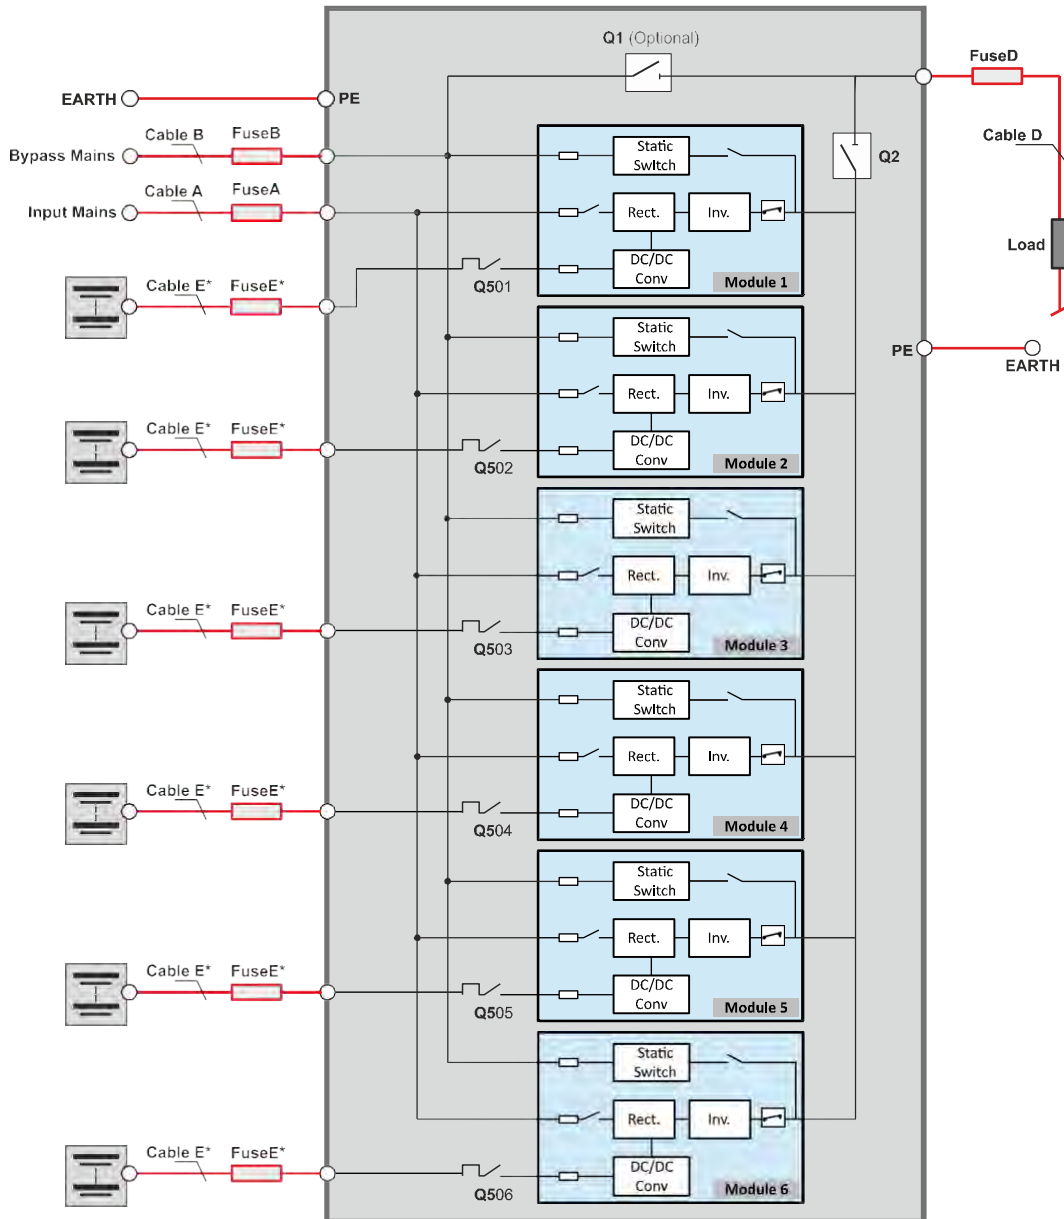 Q1 (Optional)
FuseD
EARTH
PE
Cable B
FuseB
Cable D
Bypass Mains
Static
Switch
Q2
Cable A
FuseA
Input Mains
Rect.
Inv.
Load
DC/DC
Conv
Cable E*
FuseE*
Q501
Module 1
Static
Switch
PE
EARTH
Rect.
Inv.
Cable E*
FuseE*
DC/DC
Conv
Q502
Module 2
Static
Switch
Rect.
Inv.
Cable E*
FuseE*
DC/DC
Conv
Q503
Module 3
Static
Switch
Rect.
Inv.
Cable E*
FuseE*
DC/DC
Conv
Q504
Module 4
Static
Switch
Rect.
Inv.
Cable E*
FuseE*
DC/DC
Conv
Q505
Module 5
Static
Switch
Rect.
Inv.
Cable E*
FuseE*
DC/DC
Conv
Q506
Module 6